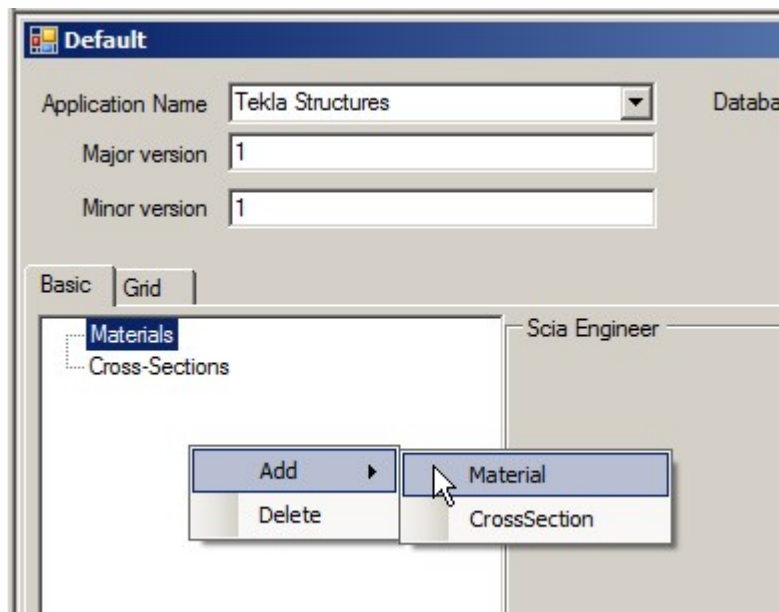 Default
Application Name Tekla Structures Databa
Major version 1
Minor version 1
Basic Grid
Materials
Scia Engineer
Cross-Sections
Add Material
Delete CrossSection